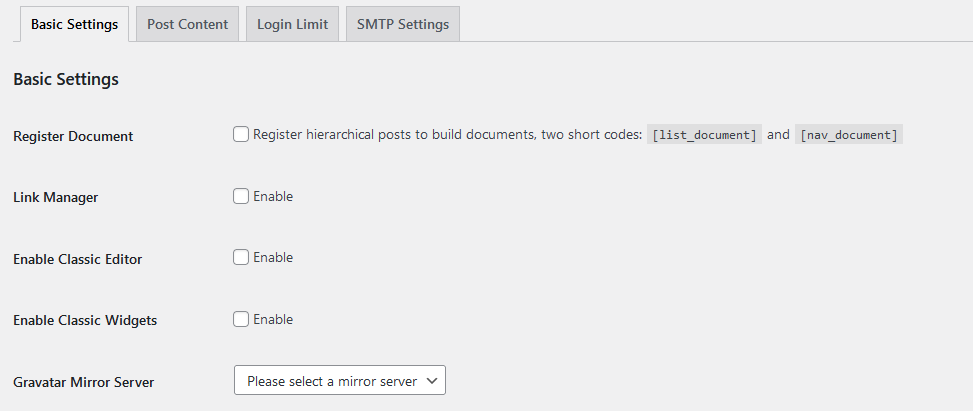 Basic Settings Post Content Login Limit SMTP Settings
Basic Settings
Register Document Register hierarchical posts to build documents, two short codes: [list_document] and [nav_document]
Link Manager Enable
Enable Classic Editor Enable
Enable Classic Widgets Enable
Gravatar Mirror Server Please select a mirror server